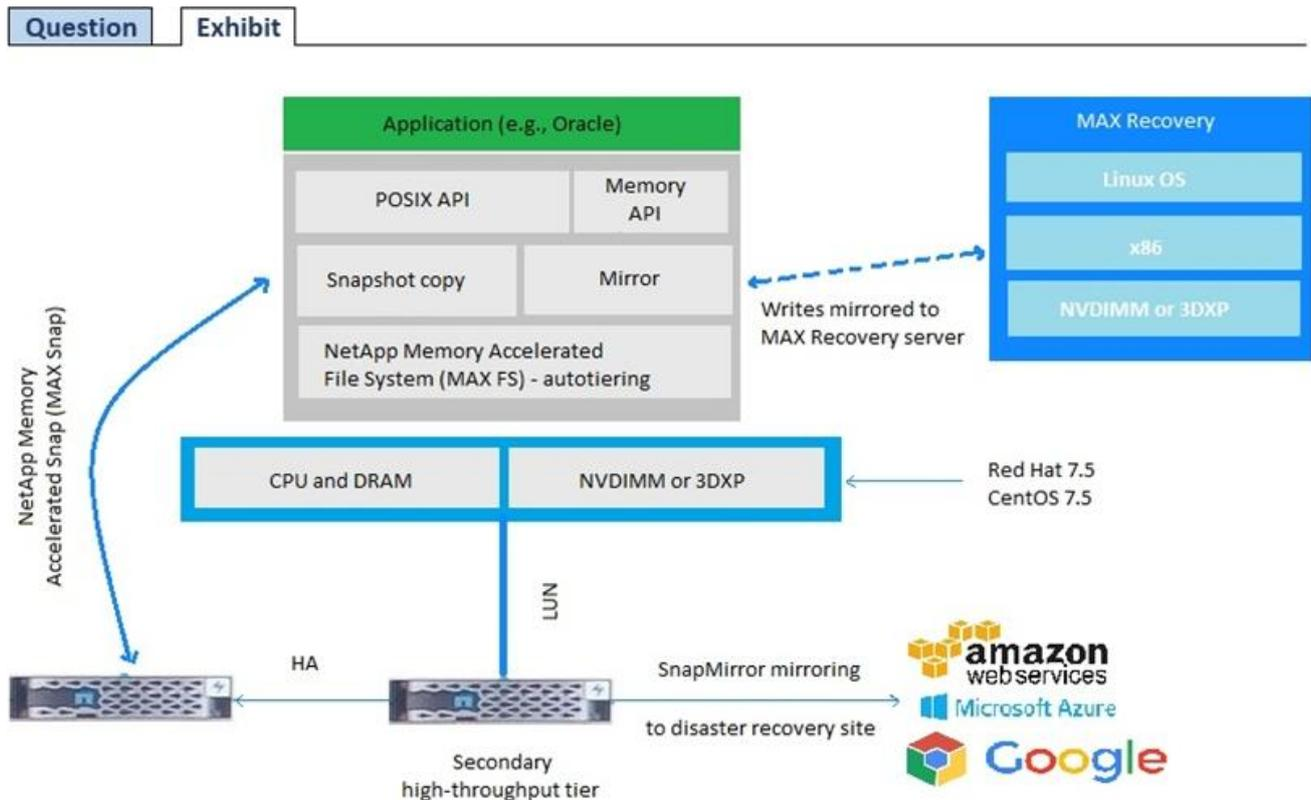 Question
Exhibit
Application (e.g., Oracle)
POSIX API
Memory
API
Snapshot copy
Mirror
NetApp Memory Accelerated
File System (MAX FS) - autotiering
MAX Recovery
Linux OS
x86
NVDIMM or 3DXP
Writes mirrored to
MAX Recovery server
CPU and DRAM
NVDIMM or 3DXP
Red Hat 7.5
CentOS 7.5
NetApp Memory
Accelerated Snap (MAX Snap)
LUN
HA
SnapMirror mirroring
to disaster recovery site
Secondary
high-throughput tier
amazon
webservices
Microsoft Azure
Google